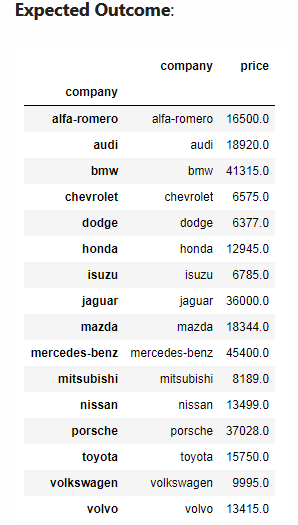 Expected Outcome:
company price
company
alfa-romero alfa-romero 16500.0
audi audi 18920.0
bmw bmw 41315.0
chevrolet chevrolet 6575.0
dodge dodge 6377.0
honda honda 12945.0
isuzu isuzu 6785.0
jaguar jaguar 36000.0
mazda mazda 18344.0
mercedes-benz mercedes-benz 45400.0
mitsubishi mitsubishi 8189.0
nissan nissan 13499.0
porsche porsche 37028.0
toyota toyota 15750.0
volkswagen volkswagen 9995.0
volvo volvo 13415.0